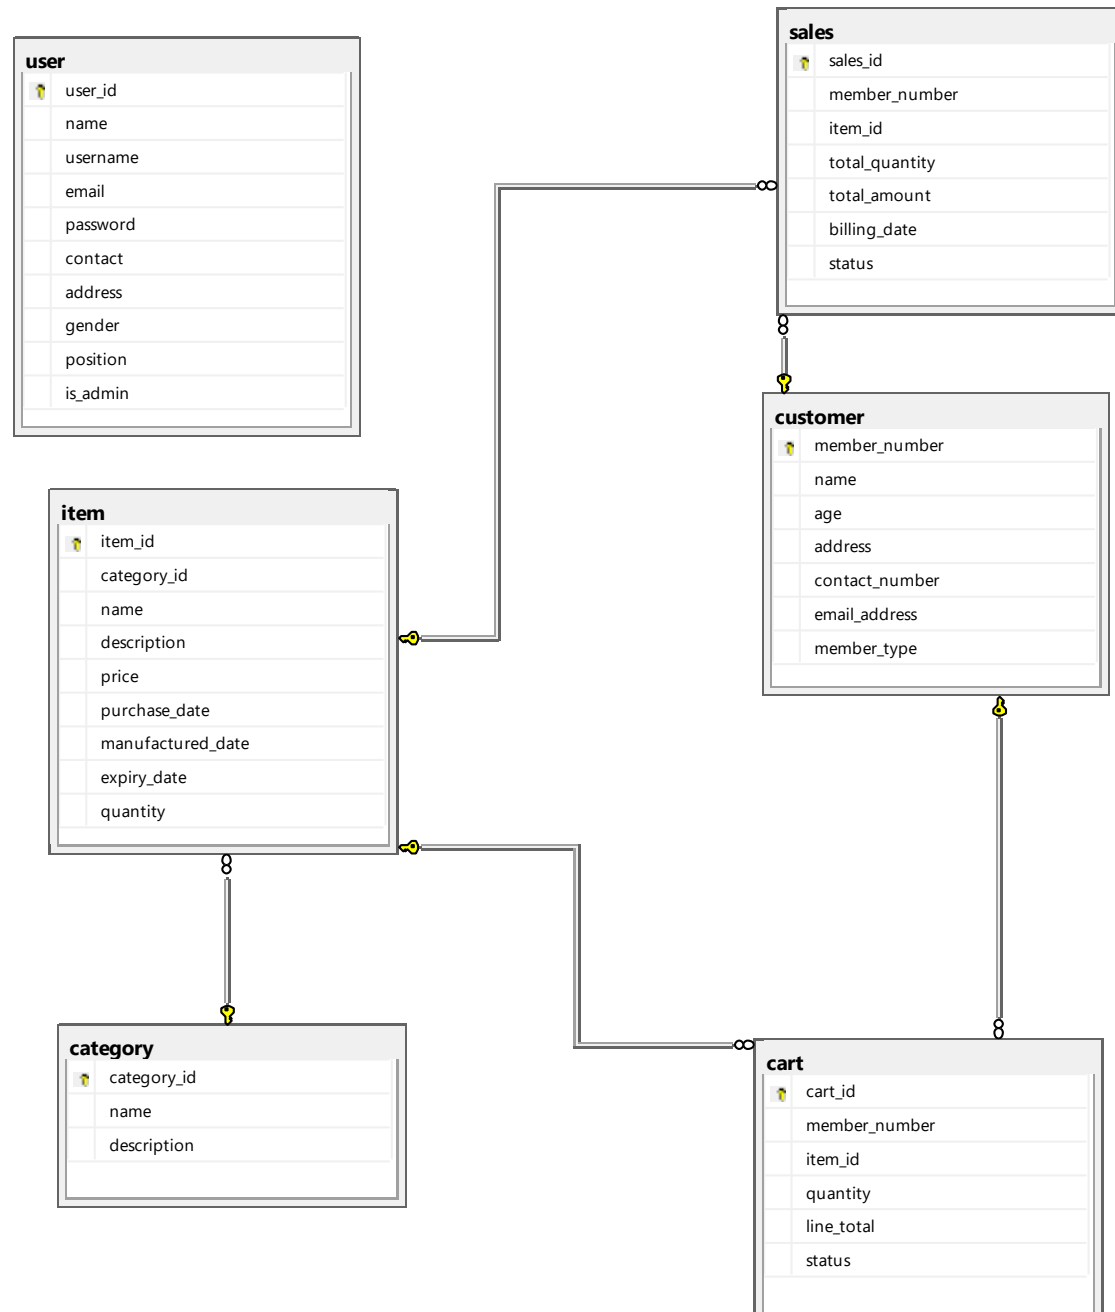 user
user_id
name
username
email
password
contact
address
gender
position
is_admin
sales
sales_id
member_number
item_id
total_quantity
total_amount
billing_date
status
customer
member_number
name
age
address
contact_number
email_address
member_type
item
item_id
category_id
name
description
price
purchase_date
manufactured_date
expiry_date
quantity
category
category_id
name
description
cart
cart_id
member_number
item_id
quantity
line_total
status